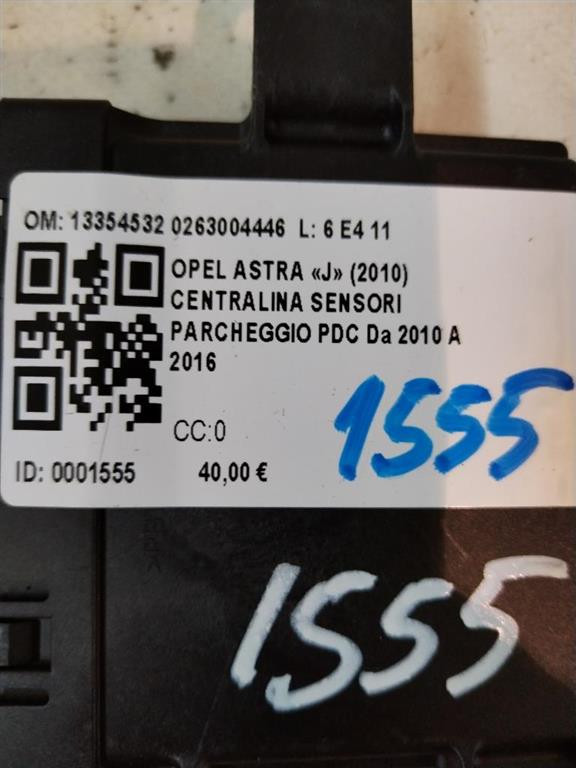 OM: 13354532 0263004446 L: 6 E4 11
OPEL ASTRA «J» (2010)
CENTRALINA SENSORI
PARCHEGGIO PDC Da 2010 A
2016
CC:0
1555
ID: 0001555 40,00 €
1555